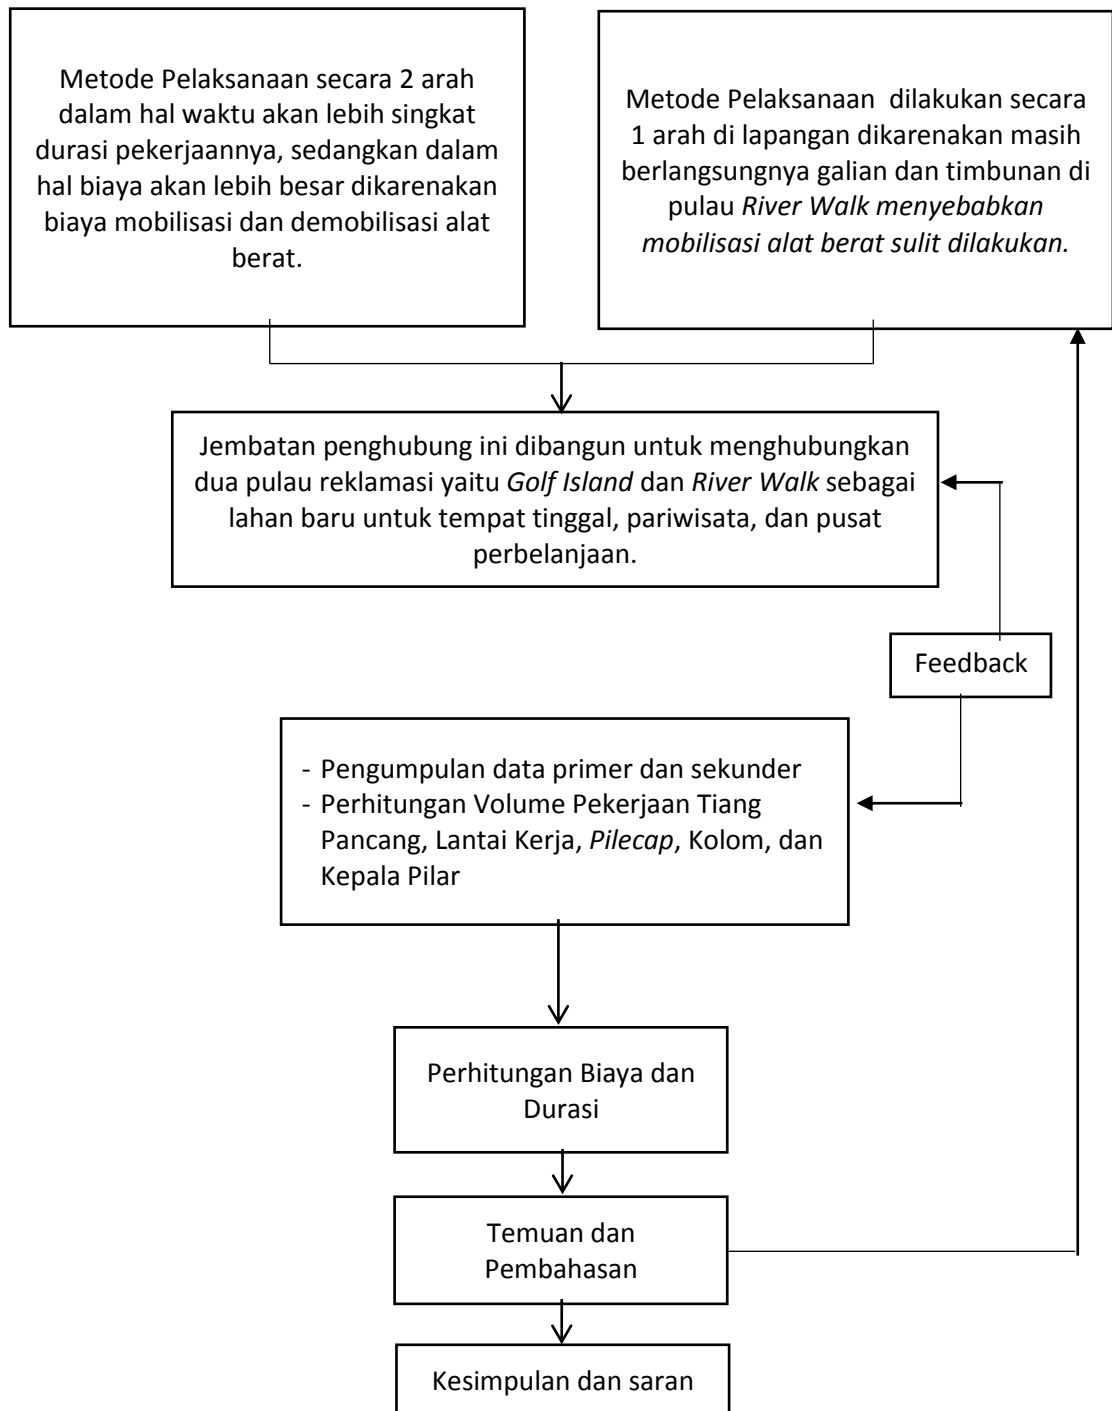 Metode Pelaksanaan secara 2 arah
dalam hal waktu akan lebih singkat
durasi pekerjaannya, sedangkan dalam
hal biaya akan lebih besar dikarenakan
biaya mobilisasi dan demobilisasi alat
berat.
Metode Pelaksanaan dilakukan secara
1 arah di lapangan dikarenakan masih
berlangsungnya galian dan timbunan di
pulau River Walk menyebabkan
mobilisasi alat berat sulit dilakukan.
Jembatan penghubung ini dibangun untuk menghubungkan
dua pulau reklamasi yaitu Golf Island dan River Walk sebagai
lahan baru untuk tempat tinggal, pariwisata, dan pusat
perbelanjaan.
Feedback
- Pengumpulan data primer dan sekunder
- Perhitungan Volume Pekerjaan Tiang
Pancang, Lantai Kerja, Pilecap, Kolom, dan
Kepala Pilar
Perhitungan Biaya dan
Durasi
Temuan dan
Pembahasan
Kesimpulan dan saran